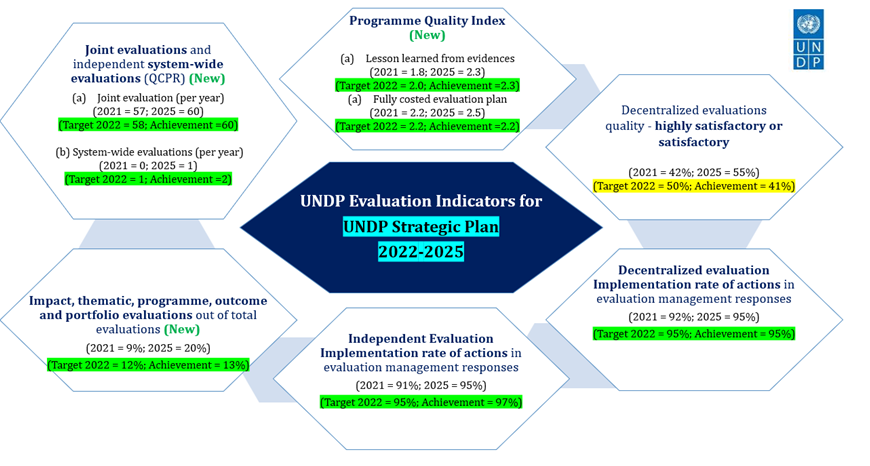 Joint evaluations and
independent system-wide
evaluations (QCPR) (New)
(a) Joint evaluation (per year)
(2021 = 57; 2025 = 60)
(Target 2022 = 58; Achievement =60)
(b) System-wide evaluations (per year)
(2021 = 0; 2025 = 1)
(Target 2022 = 1; Achievement =2)
Programme Quality Index
(New)
(a) Lesson learned from evidences
(2021 = 1.8; 2025 = 2.3)
(Target 2022 = 2.0; Achievement =2.3)
(a) Fully costed evaluation plan
(2021 = 2.2; 2025 = 2.5)
(Target 2022 = 2.2; Achievement =2.2)
U N
D P
Decentralized evaluations
quality - highly satisfactory or
satisfactory
(2021 = 42%; 2025 = 55%)
(Target 2022 = 50%; Achievement = 41%)
UNDP Evaluation Indicators for
UNDP Strategic Plan
2022-2025
Impact, thematic, programme, outcome
and portfolio evaluations out of total
evaluations (New)
(2021 = 9%; 2025 = 20%)
(Target 2022 = 12%; Achievement = 13%)
Independent Evaluation
Implementation rate of actions in
evaluation management responses
(2021 = 91%; 2025 = 95%)
(Target 2022 = 95%; Achievement = 97%)
Decentralized evaluation
Implementation rate of actions in
evaluation management responses
(2021 = 92%; 2025 = 95%)
(Target 2022 = 95%; Achievement = 95%)